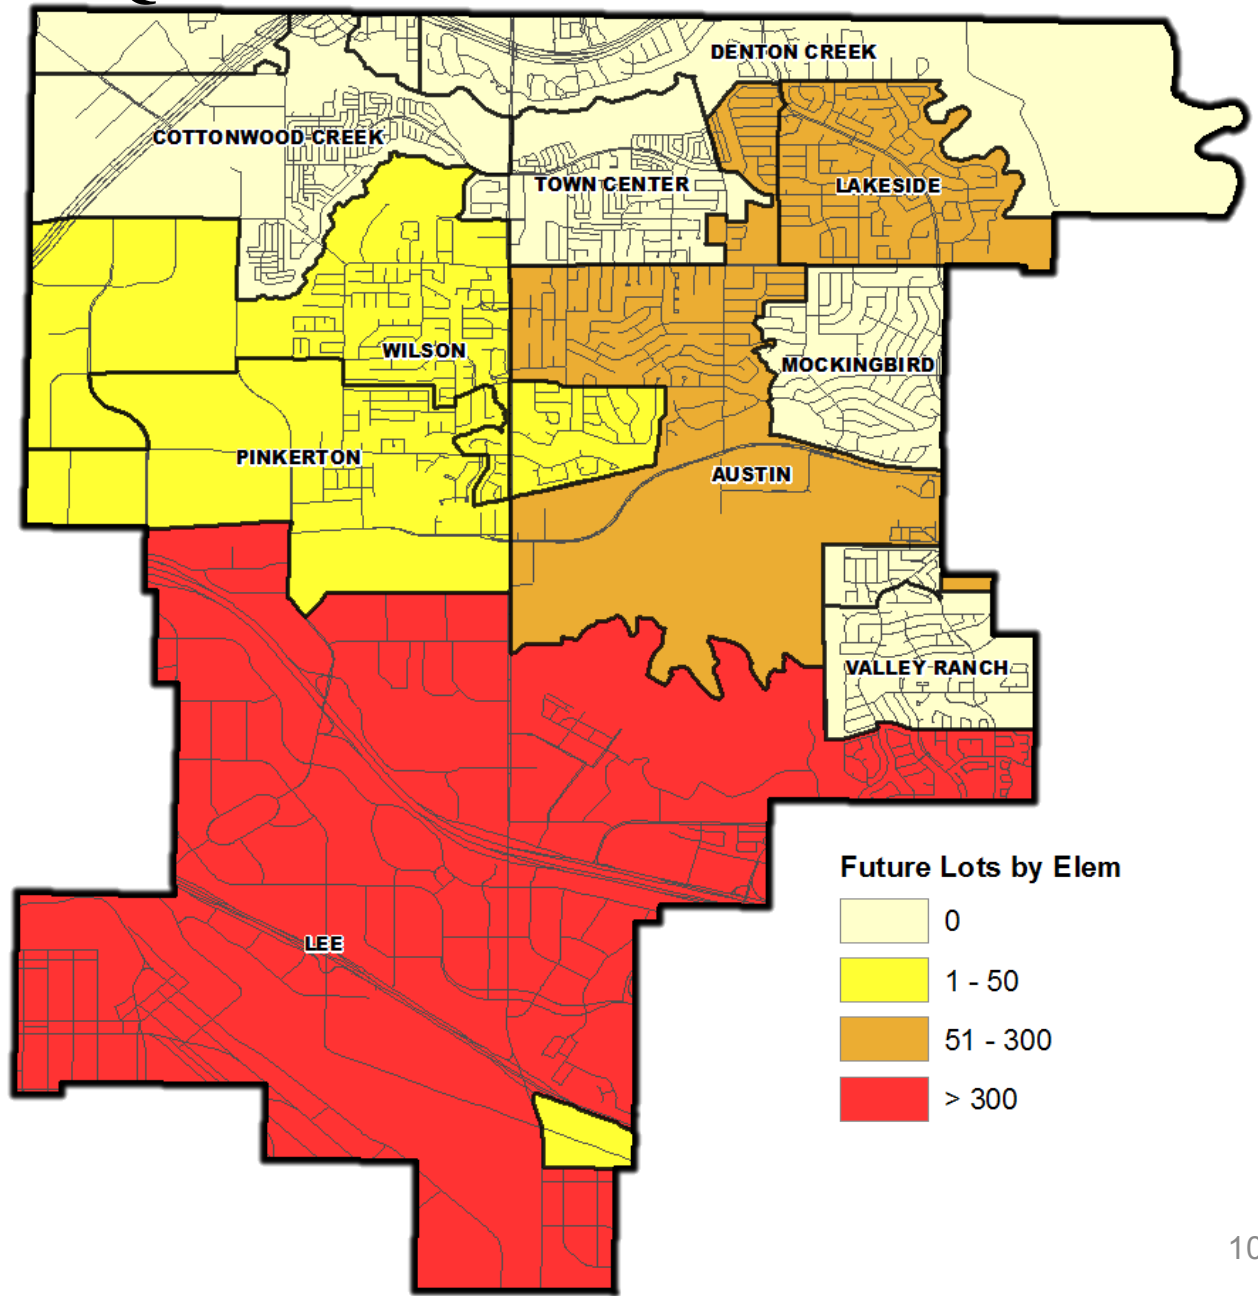 DENTON CREEK
COTTONWOOD CREEK
TOWN CENTER
LAKESIDE
WILSON
MOCKINGBIRD
PINKERTON
AUSTIN
VALLEY RANCH
LEE
Future Lots by Elem
0
1 - 50
51 - 300
> 300
10